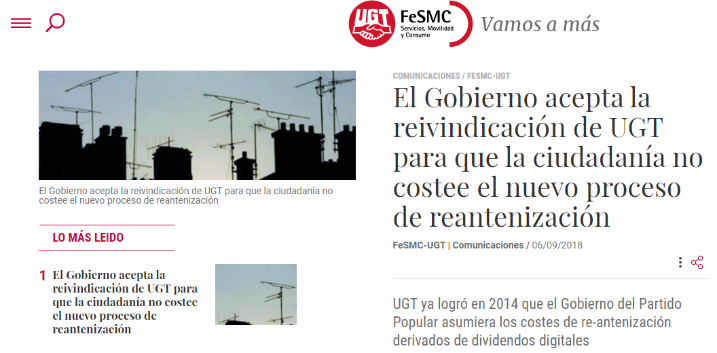 UGT
FeSMC
Servicios, Movilidad
y Consumo
Vamos a más
COMUNICACIONES / FESMC-UGT
El Gobierno acepta la
reivindicación de UGT
para que la ciudadanía no
costee el nuevo proceso
de reantenización
FeSMC-UGT | Comunicaciones / 06/09/2018
UGT ya logró en 2014 que el Gobierno del Partido
Popular asumiera los costes de re-antenización
derivados de dividendos digitales
El Gobierno acepta la reivindicación de UGT para que la ciudadanía no
costee el nuevo proceso de reantenización
LO MÁS LEIDO
1 El Gobierno acepta la
reivindicación de UGT para
que la ciudadanía no costee
el nuevo proceso de
reantenización